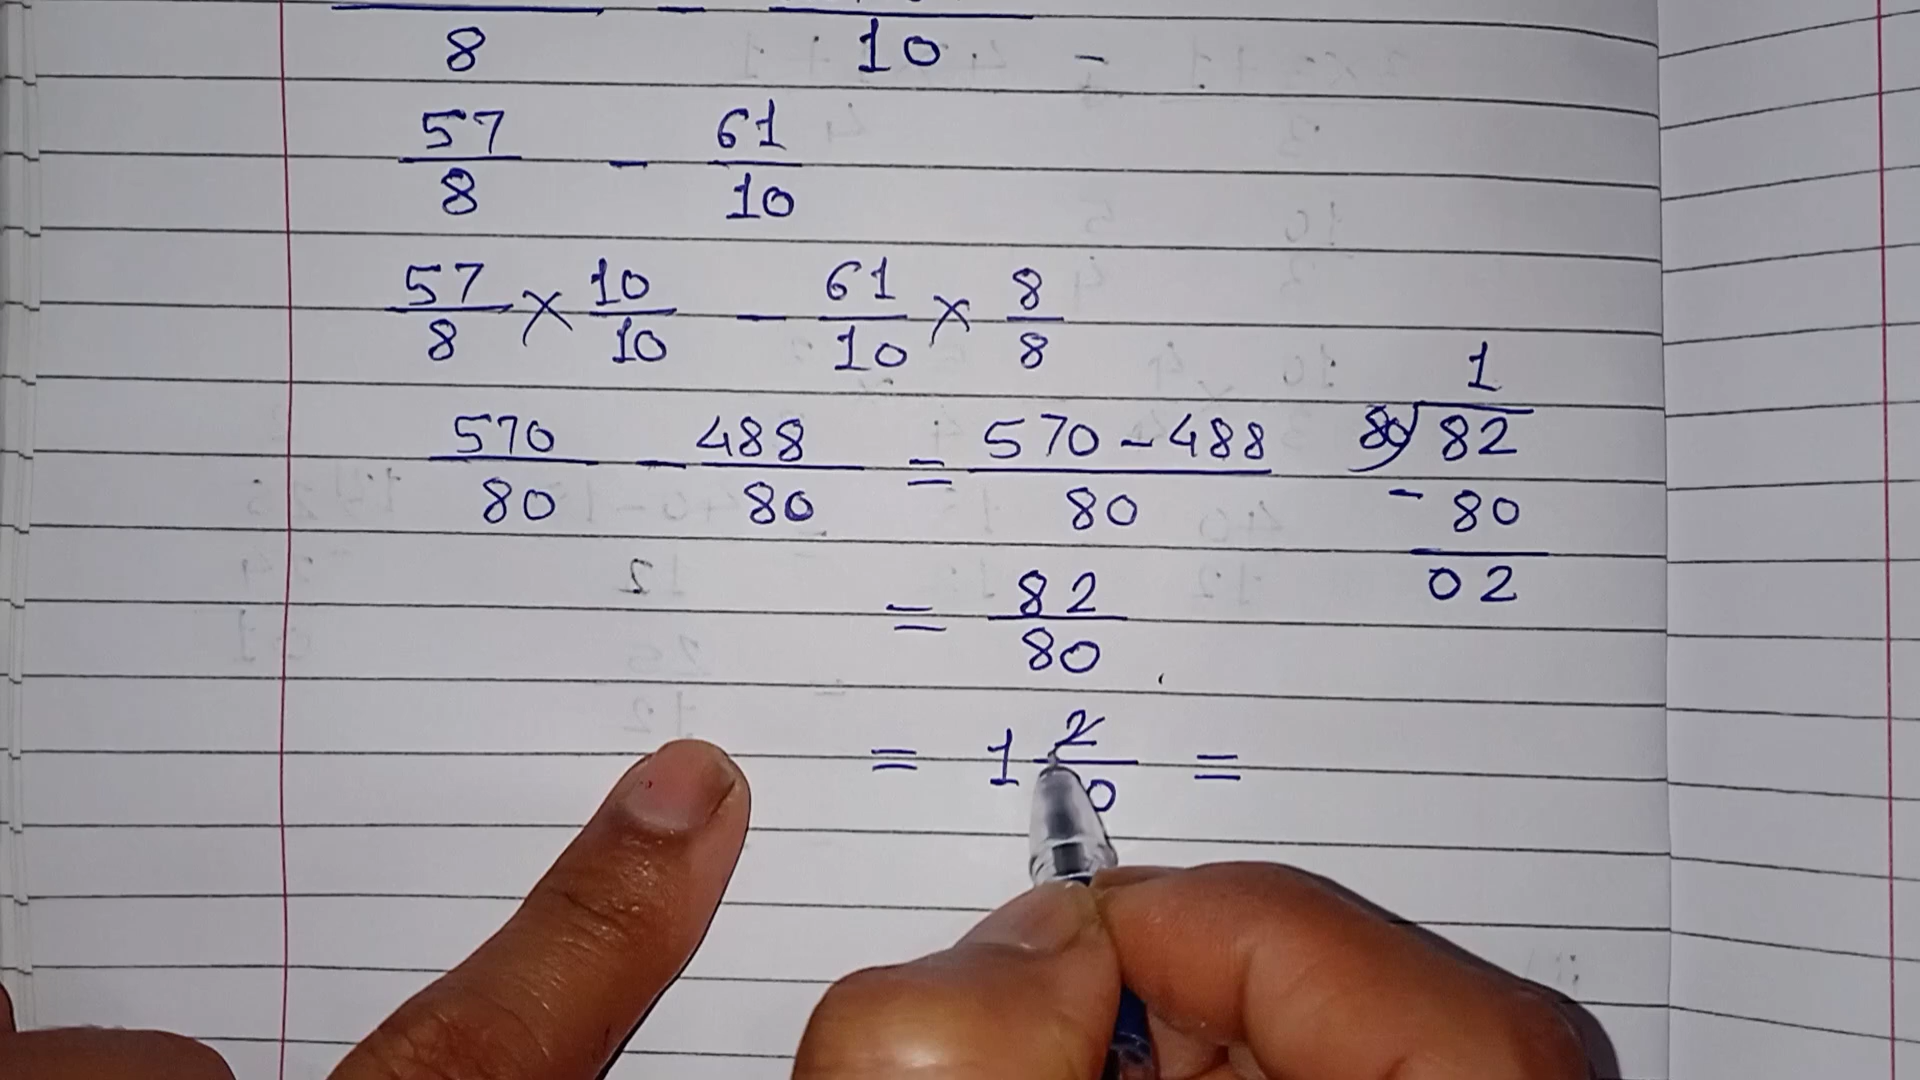 8 - 10 -
57/8 - 61/10
57/8 × 10/10 - 61/10 × 8/8
570/80 - 488/80 = 570-488/80
= 82/80
= 1 2/ 0 =
1
80)82
- 80
02